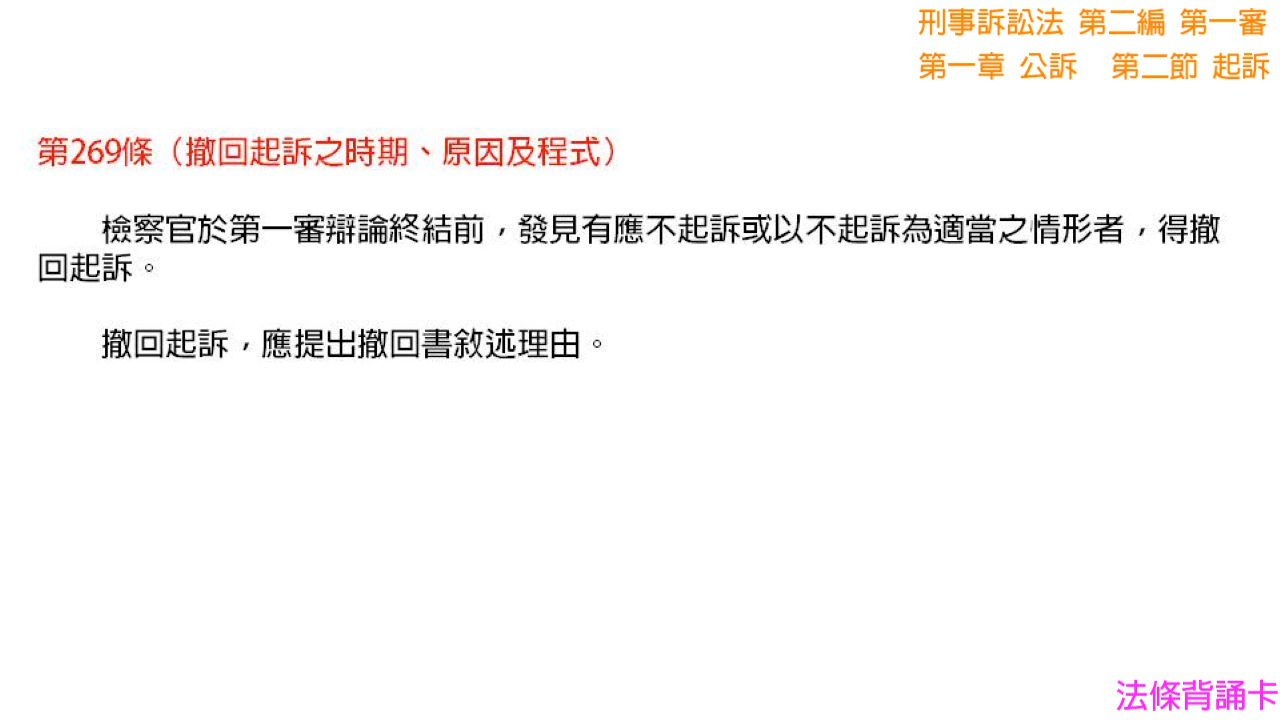 刑事訴訟法 第二編 第一審
第一章 公訴 第二節 起訴
第269條（撤回起訴之時期、原因及程式）
檢察官於第一審辯論終結前，發見有應不起訴或以不起訴為適當之情形者，得撤
回起訴。
撤回起訴，應提出撤回書敘述理由。
法條背誦卡